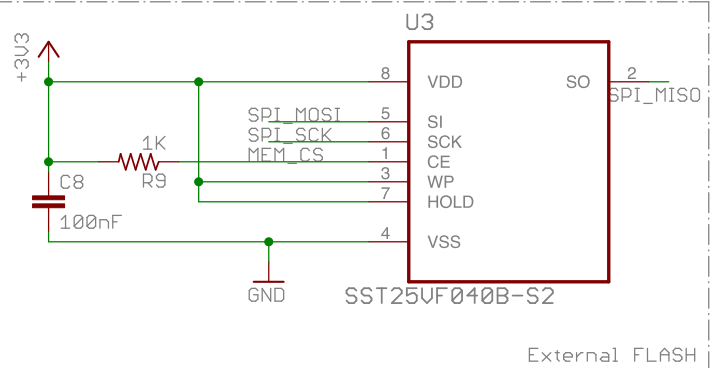 U3
+3V3
8 VDD
SO 2
SPI_MISO
SPI_MOSI 5 SI
SPI_SCK 6 SCK
1K MEM_CS 1 CE
C8 R9 3 WP
7 HOLD
100nF
4 VSS
GND
SST25VF040B-S2
External FLASH